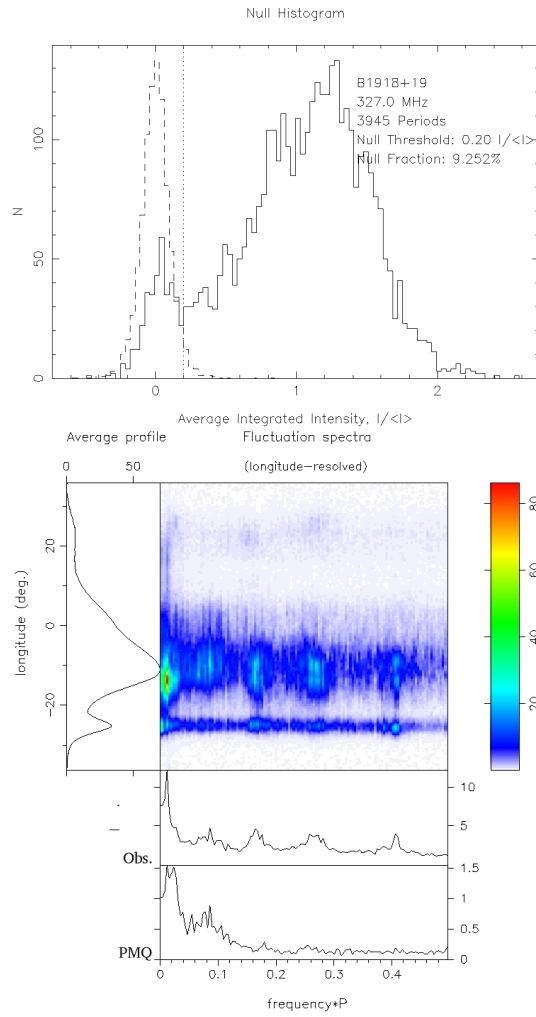 Null Histogram
B1918+19
327.0 MHz
3945 Periods
Null Threshold: 0.20 I/<I>
Null Fraction: 9.252%
100
50
0
N
0 1 2
Average Integrated Intensity, I/<I>
Average profile Fluctuation spectra
0 50 (longitude-resolved)
20
0
-20
longitude (deg.)
80
60
40
20
10
5
Obs.
1.5
1
0.5
0
PMQ
0 0.1 0.2 0.3 0.4
frequency*P